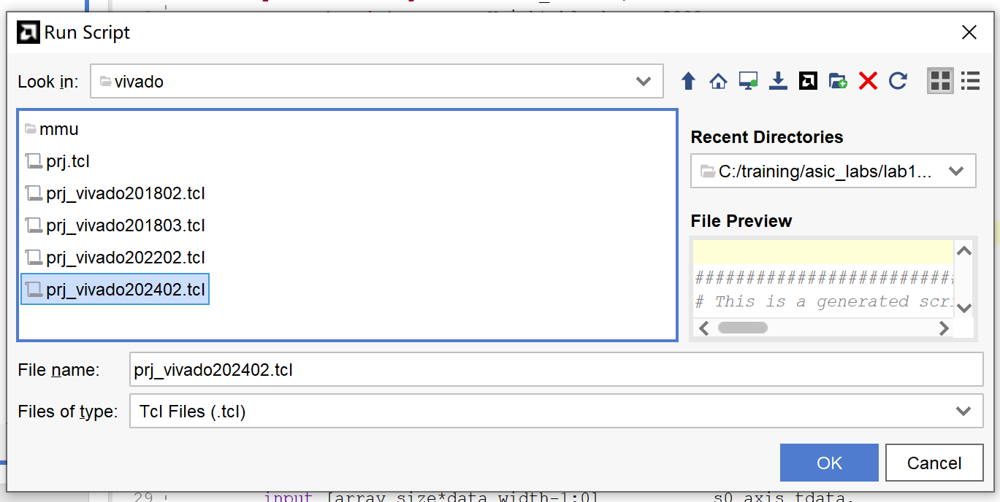 Run Script
Look in: vivado
mmu
prj.tcl
prj_vivado201802.tcl
prj_vivado201803.tcl
prj_vivado202202.tcl
prj_vivado202402.tcl
Recent Directories
C:/training/asic_labs/lab1...
File Preview
##########################
# This is a generated scri
File name: prj_vivado202402.tcl
Files of type: Tcl Files (.tcl)
OK Cancel
29 input [array_size*data_width-1:0] s0_axis_tdata,